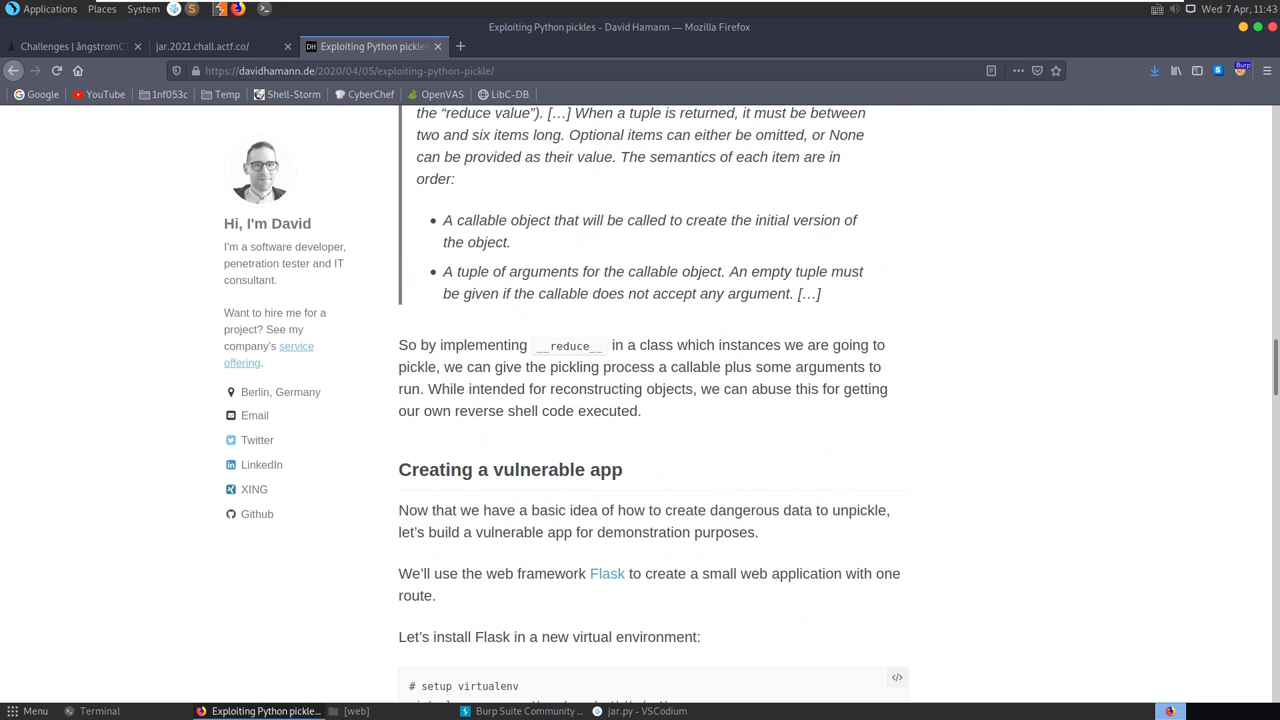 Applications Places System Wed 7 Apr, 11:43
Exploiting Python pickles - David Hamann — Mozilla Firefox
Challenges | ångstromCT jar.2021.chall.actf.co/ DH Exploiting Python pickles
https://davidhamann.de/2020/04/05/exploiting-python-pickle/ Burp
Google YouTube 1nf053c Temp Shell-Storm CyberChef OpenVAS LibC-DB
the “reduce value”). […] When a tuple is returned, it must be between
two and six items long. Optional items can either be omitted, or None
can be provided as their value. The semantics of each item are in
order:
• A callable object that will be called to create the initial version of
the object.
• A tuple of arguments for the callable object. An empty tuple must
be given if the callable does not accept any argument. […]
Hi, I'm David
I'm a software developer,
penetration tester and IT
consultant.
Want to hire me for a
project? See my
company's service
offering.
Berlin, Germany
Email
Twitter
LinkedIn
XING
Github
So by implementing __reduce__ in a class which instances we are going to
pickle, we can give the pickling process a callable plus some arguments to
run. While intended for reconstructing objects, we can abuse this for getting
our own reverse shell code executed.
Creating a vulnerable app
Now that we have a basic idea of how to create dangerous data to unpickle,
let’s build a vulnerable app for demonstration purposes.
We’ll use the web framework Flask to create a small web application with one
route.
Let’s install Flask in a new virtual environment:
</>
# setup virtualenv
Menu Terminal Exploiting Python pickle... [web] Burp Suite Community ... jar.py - VSCodium